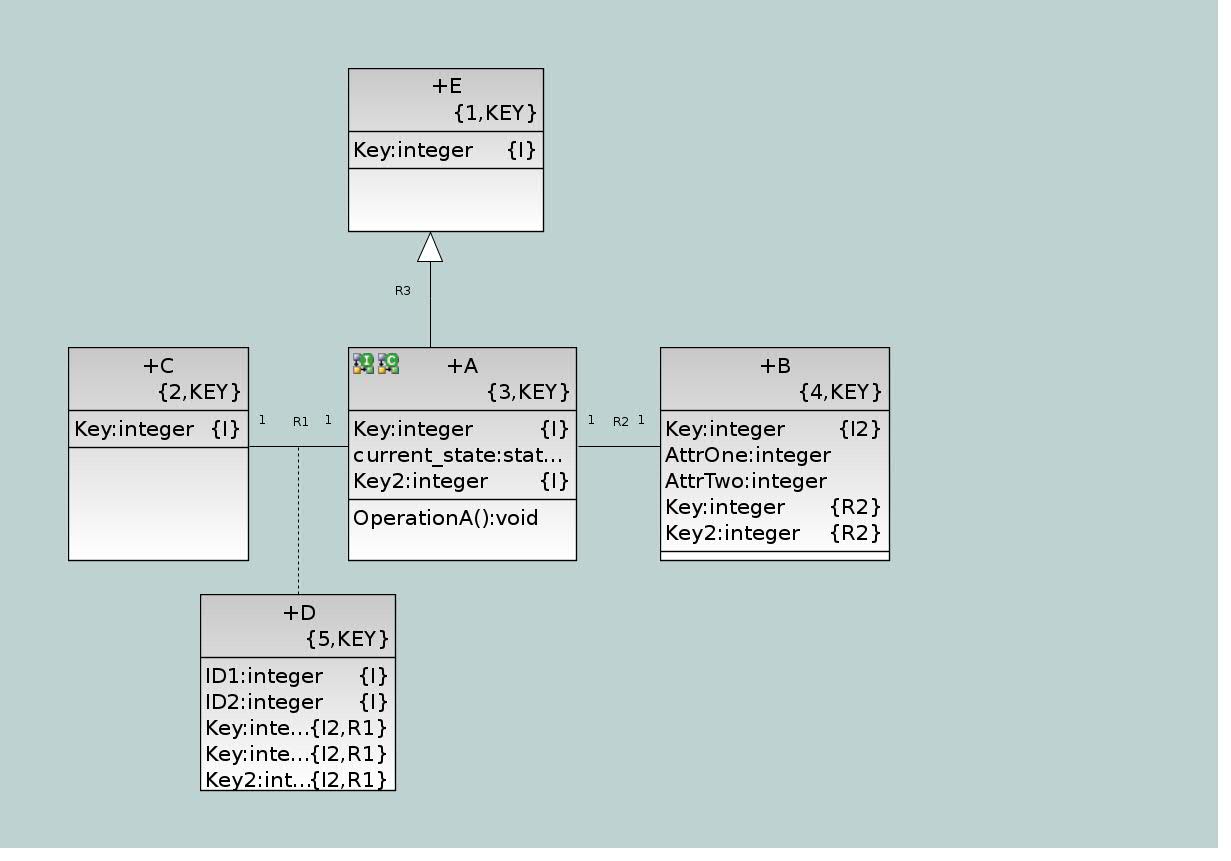 +E
{1,KEY}
Key:integer {I}
R3
+C
{2,KEY}
Key:integer {I}
1 R1 1
I C +A
{3,KEY}
Key:integer {I}
current_state:stat...
Key2:integer {I}
OperationA():void
1 R2 1
+B
{4,KEY}
Key:integer {I2}
AttrOne:integer
AttrTwo:integer
Key:integer {R2}
Key2:integer {R2}
+D
{5,KEY}
ID1:integer {I}
ID2:integer {I}
Key:inte...{I2,R1}
Key:inte...{I2,R1}
Key2:int...{I2,R1}